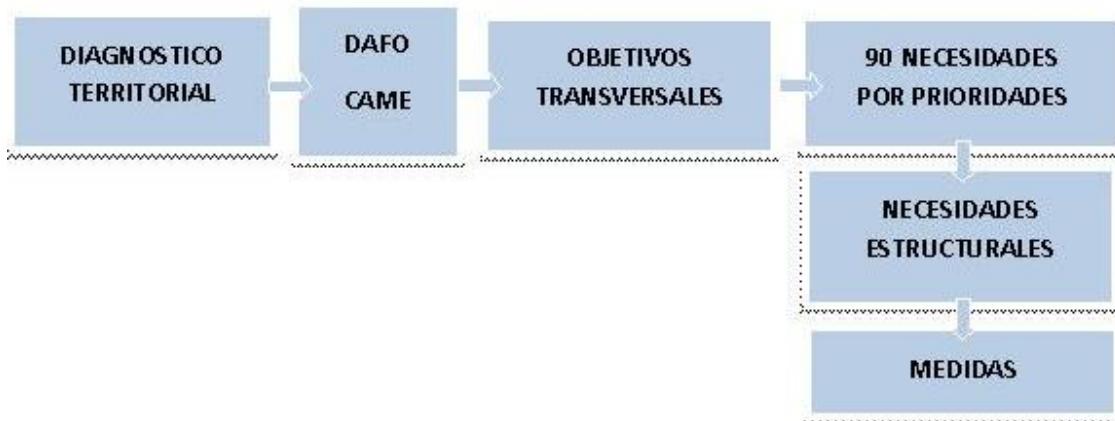 DIAGNOSTICO
TERRITORIAL
DAFO
CAME
OBJETIVOS
TRANSVERSALES
90 NECESIDADES
POR PRIORIDADES
NECESIDADES
ESTRUCTURALES
MEDIDAS